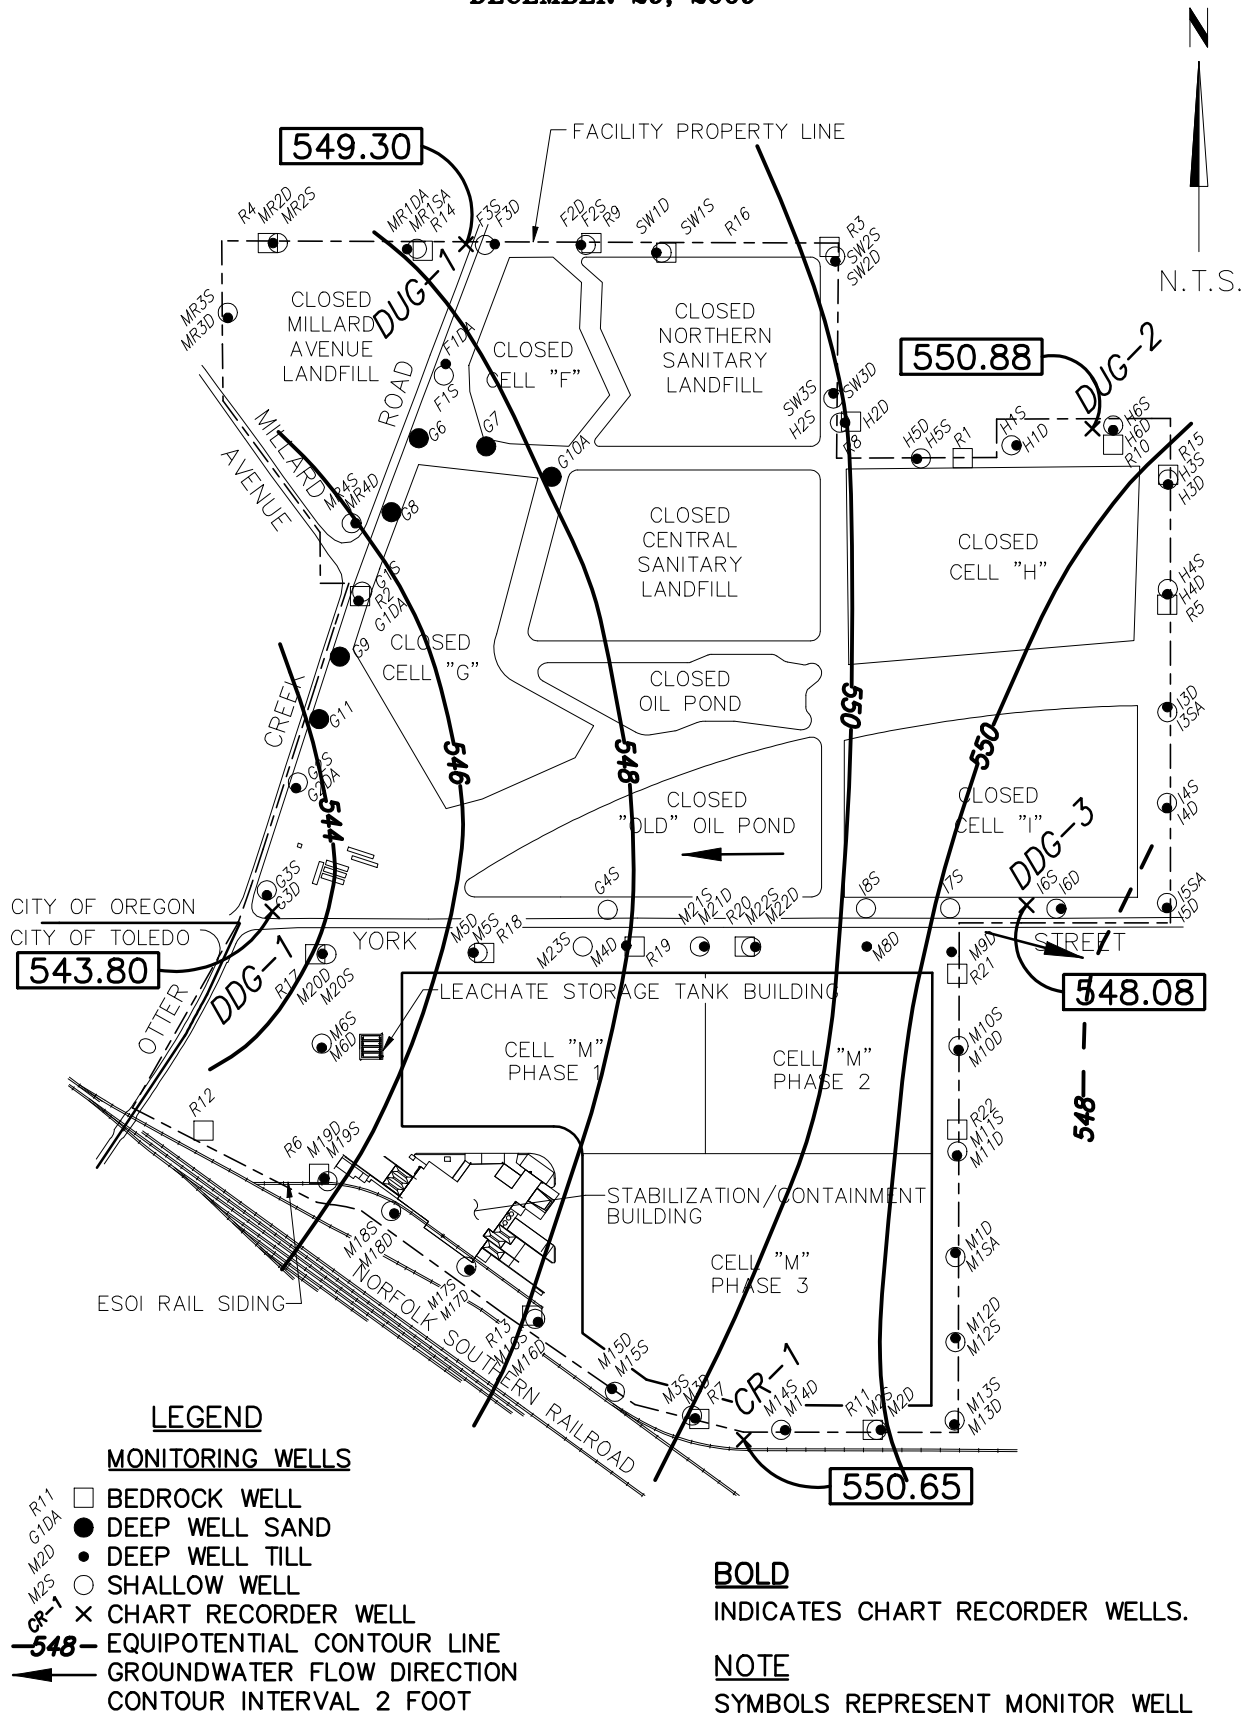 N
N.T.S.
549.30
FACILITY PROPERTY LINE
R4
MR2D
MR2S
MR1DA
MR1SA
R14
F3S
F3D
F2D
F2S
R9
SW1D
SW1S
R16
R3
SW2S
SW2D
DUG-1
MR3S
MR3D
CLOSED
MILLARD
AVENUE
LANDFILL
F1DA
F1S
CLOSED
CELL "F"
CLOSED
NORTHERN
SANITARY
LANDFILL
550.88
DUG-2
SW3S
SW3D
H2S
H2D
R8
H5D
H5S
R1
H1S
H1D
H6S
H6D
R10
R15
H3S
H3D
ROAD
MILLARD
AVENUE
G6
G7
G10A
G8
MR4S
MR4D
CLOSED
CENTRAL
SANITARY
LANDFILL
CLOSED
CELL "H"
H4S
H4D
R5
G1S
R2
G1DA
CLOSED
CELL "G"
G9
CLOSED
OIL POND
CREEK
G11
550
I3D
I3SA
G2S
G2DA
546
548
550
544
CLOSED
"OLD" OIL POND
CLOSED
CELL "I"
I4S
I4D
DDG-3
G3S
G3D
G4S
I8S
I7S
I6S
I6D
I5SA
I5D
CITY OF OREGON
CITY OF TOLEDO
543.80
DDG-1
YORK
STREET
R17
M20D
M20S
M5D
M5S
R18
M23S
M4D
R19
M21S
M21D
R20
M22S
M22D
M8D
M9D
R21
548.08
LEACHATE STORAGE TANK BUILDING
OTTER
M6S
M6D
CELL "M"
PHASE 1
CELL "M"
PHASE 2
M10S
M10D
548
R12
R6
M19D
M19S
R22
M11S
M11D
STABILIZATION/CONTAINMENT
BUILDING
M18S
M18D
CELL "M"
PHASE 3
M1D
M1SA
ESOI RAIL SIDING
NORFOLK SOUTHERN RAILROAD
M17S
M17D
R13
M16S
M16D
M15D
M15S
M12D
M12S
M3S
M3D
R7
CR-1
M14S
M14D
R11
M2S
M2D
M13S
M13D
550.65
LEGEND
MONITORING WELLS
R11 BEDROCK WELL
G1DA DEEP WELL SAND
M2D DEEP WELL TILL
M2S SHALLOW WELL
CR-1 CHART RECORDER WELL
548 EQUIPOTENTIAL CONTOUR LINE
GROUNDWATER FLOW DIRECTION
CONTOUR INTERVAL 2 FOOT
BOLD
INDICATES CHART RECORDER WELLS.
NOTE
SYMBOLS REPRESENT MONITOR WELL